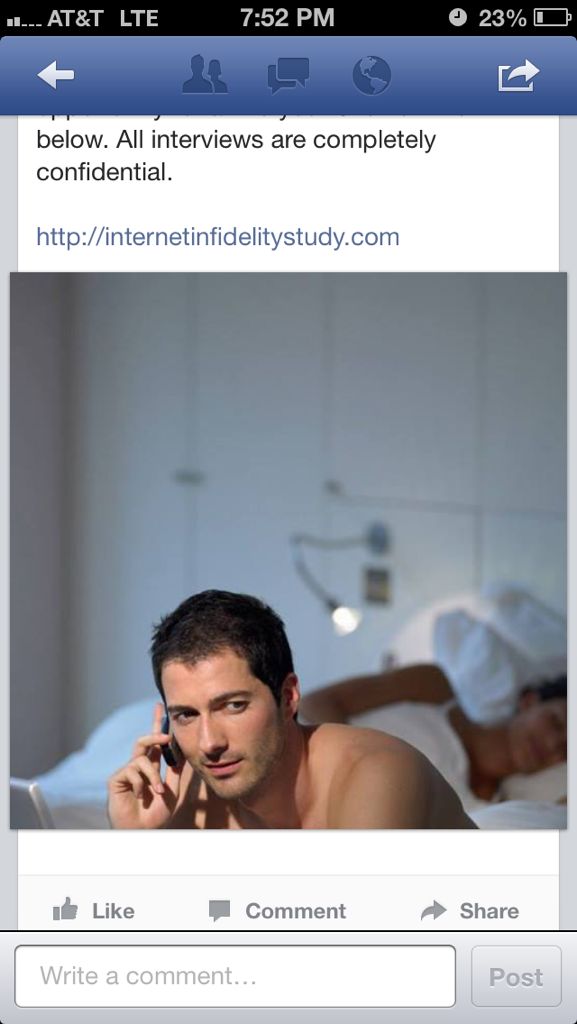 AT&T LTE 7:52 PM 23%
below. All interviews are completely
confidential.
http://internetinfidelitystudy.com
Like Comment Share
Write a comment... Post